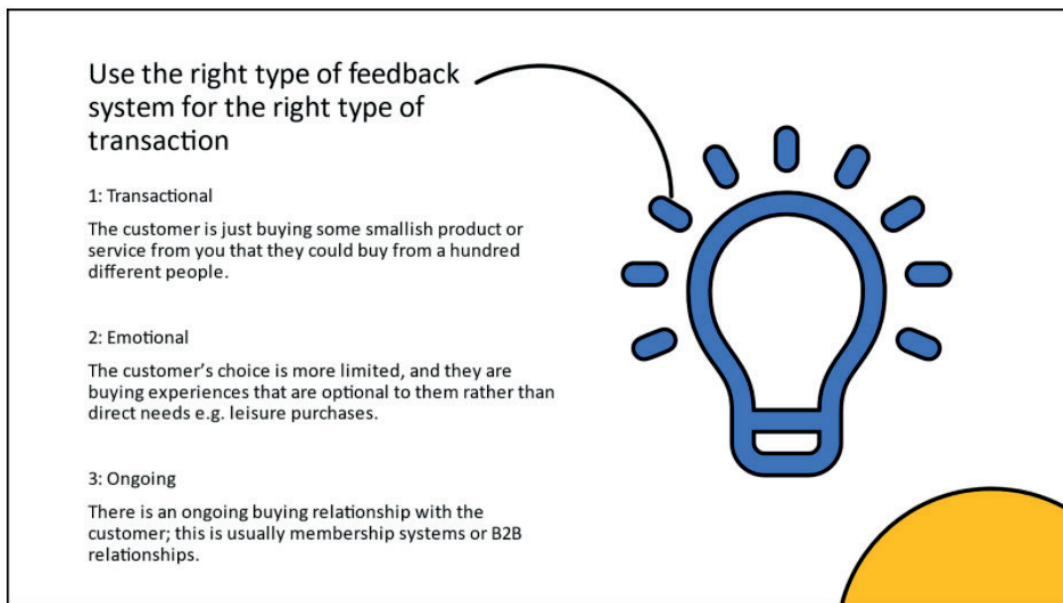 Use the right type of feedback
system for the right type of
transaction
1: Transactional
The customer is just buying some smallish product or
service from you that they could buy from a hundred
different people.
2: Emotional
The customer’s choice is more limited, and they are
buying experiences that are optional to them rather than
direct needs e.g. leisure purchases.
3: Ongoing
There is an ongoing buying relationship with the
customer; this is usually membership systems or B2B
relationships.